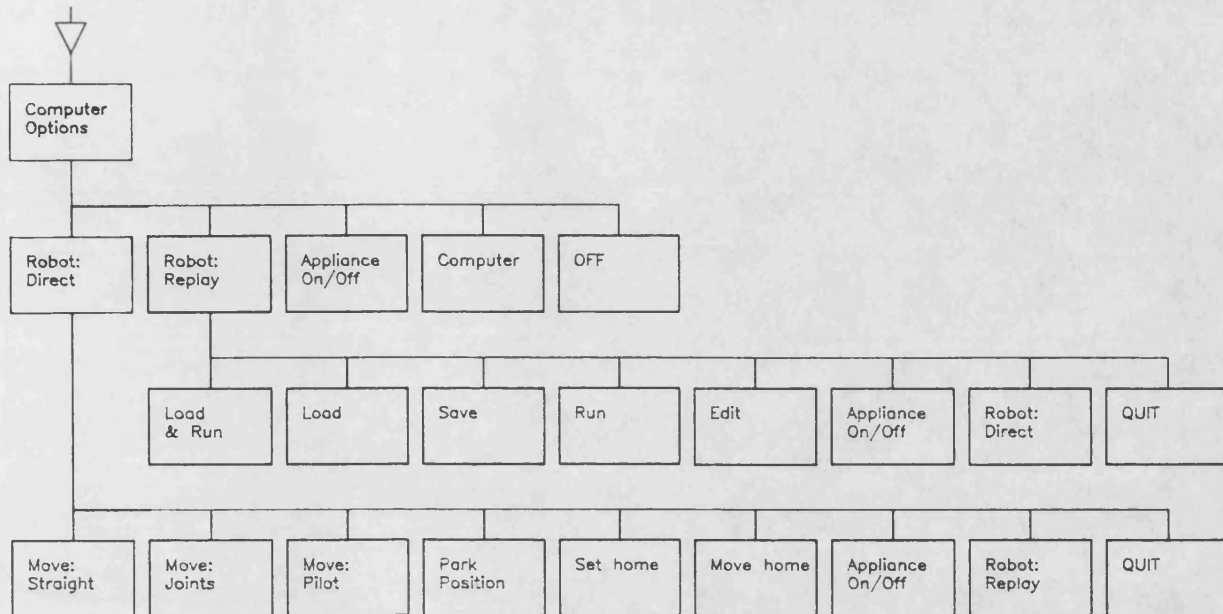 Computer
Options
Robot:
Direct
Robot:
Replay
Appliance
On/Off
Computer
OFF
Load
& Run
Load
Save
Run
Edit
Appliance
On/Off
Robot:
Direct
QUIT
Move:
Straight
Move:
Joints
Move:
Pilot
Park
Position
Set home
Move home
Appliance
On/Off
Robot:
Replay
QUIT